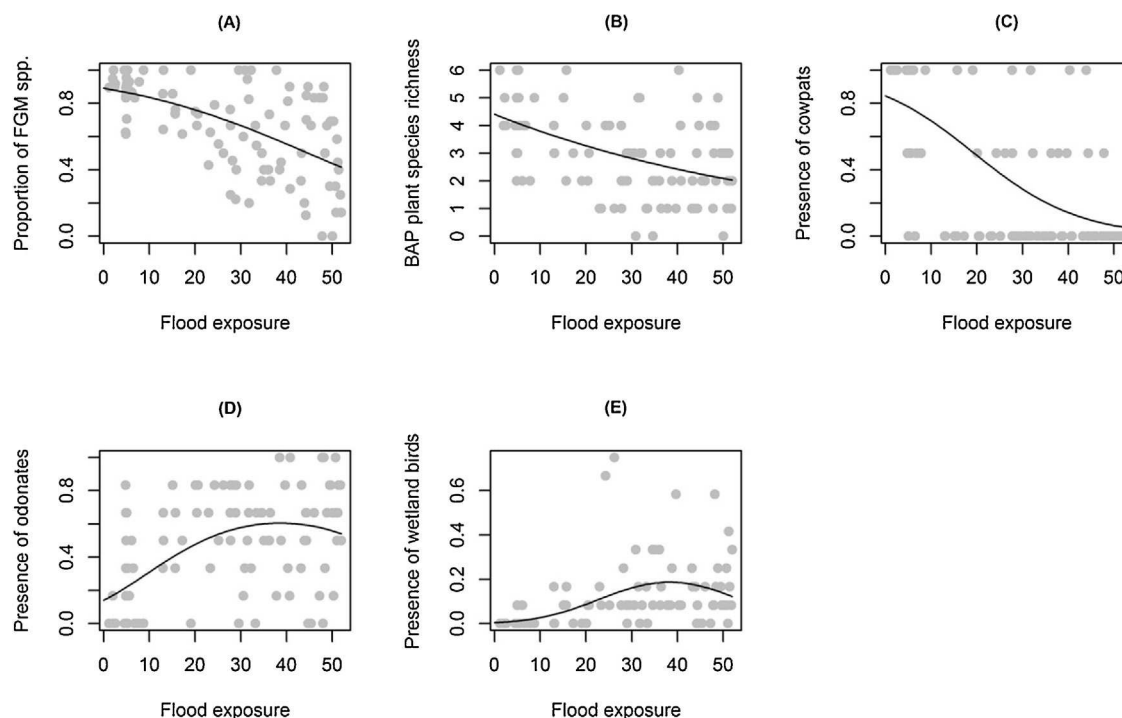 (A)
Proportion of FGM spp.
0.0 0.4 0.8
0 10 20 30 40 50
Flood exposure
(B)
BAP plant species richness
0 1 2 3 4 5 6
0 10 20 30 40 50
Flood exposure
(C)
Presence of cowpats
0.0 0.4 0.8
0 10 20 30 40 50
Flood exposure
(D)
Presence of odonates
0.0 0.4 0.8
0 10 20 30 40 50
Flood exposure
(E)
Presence of wetland birds
0.0 0.2 0.4 0.6
0 10 20 30 40 50
Flood exposure